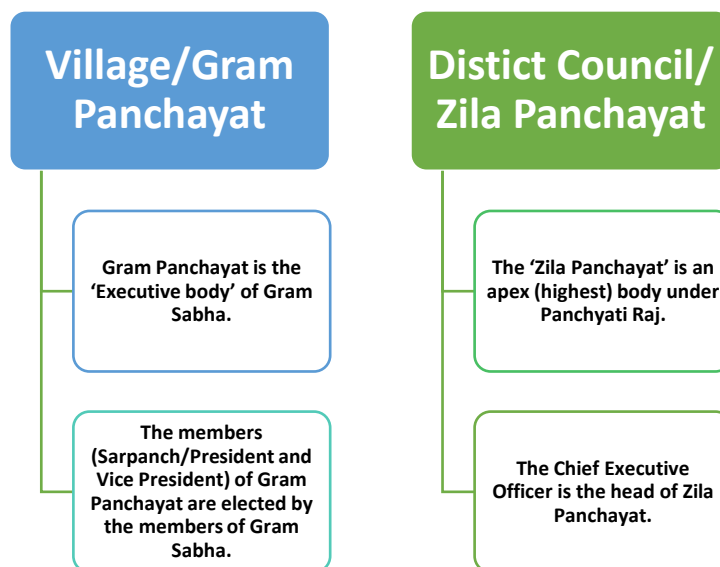 Village/Gram
Panchayat
Gram Panchayat is the
‘Executive body’ of Gram
Sabha.
The members
(Sarpanch/President and
Vice President) of Gram
Panchayat are elected by
the members of Gram
Sabha.
Distict Council/
Zila Panchayat
The ‘Zila Panchayat’ is an
apex (highest) body under
Panchyati Raj.
The Chief Executive
Officer is the head of Zila
Panchayat.